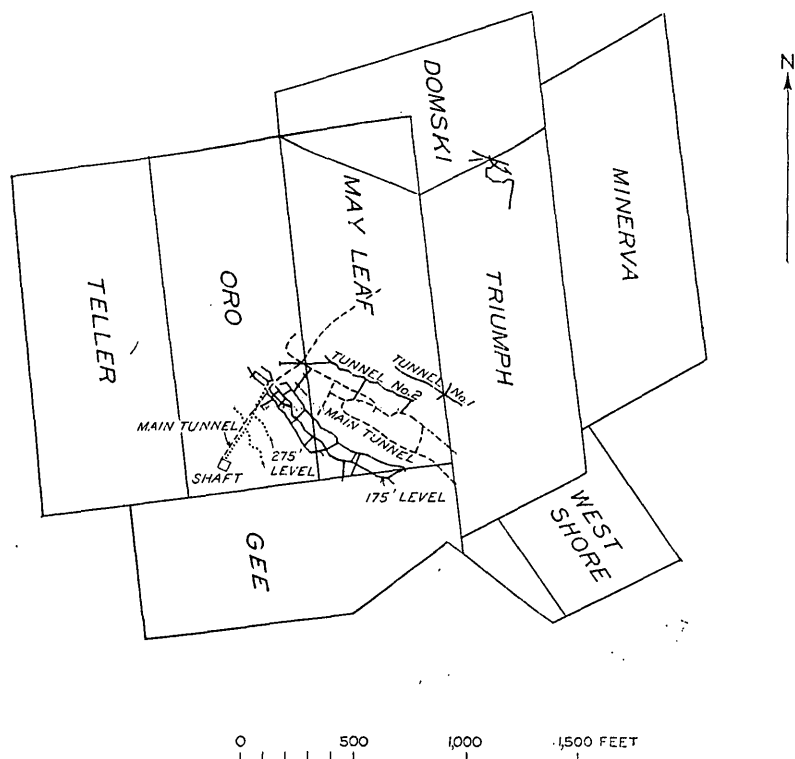 N
DOMSKI
MINERVA
MAY LEAF
TRIUMPH
ORO
TELLER
TUNNEL No.2
TUNNEL No.1
MAIN TUNNEL
MAIN TUNNEL
275'
LEVEL
SHAFT
175' LEVEL
WEST
SHORE
GEE
0 500 1,000 1,500 FEET